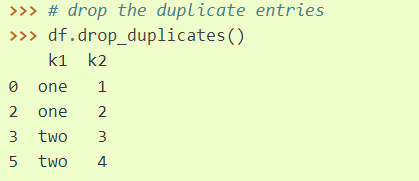 >>> # drop the duplicate entries
>>> df.drop_duplicates()
    k1  k2
0  one   1
2  one   2
3  two   3
5  two   4